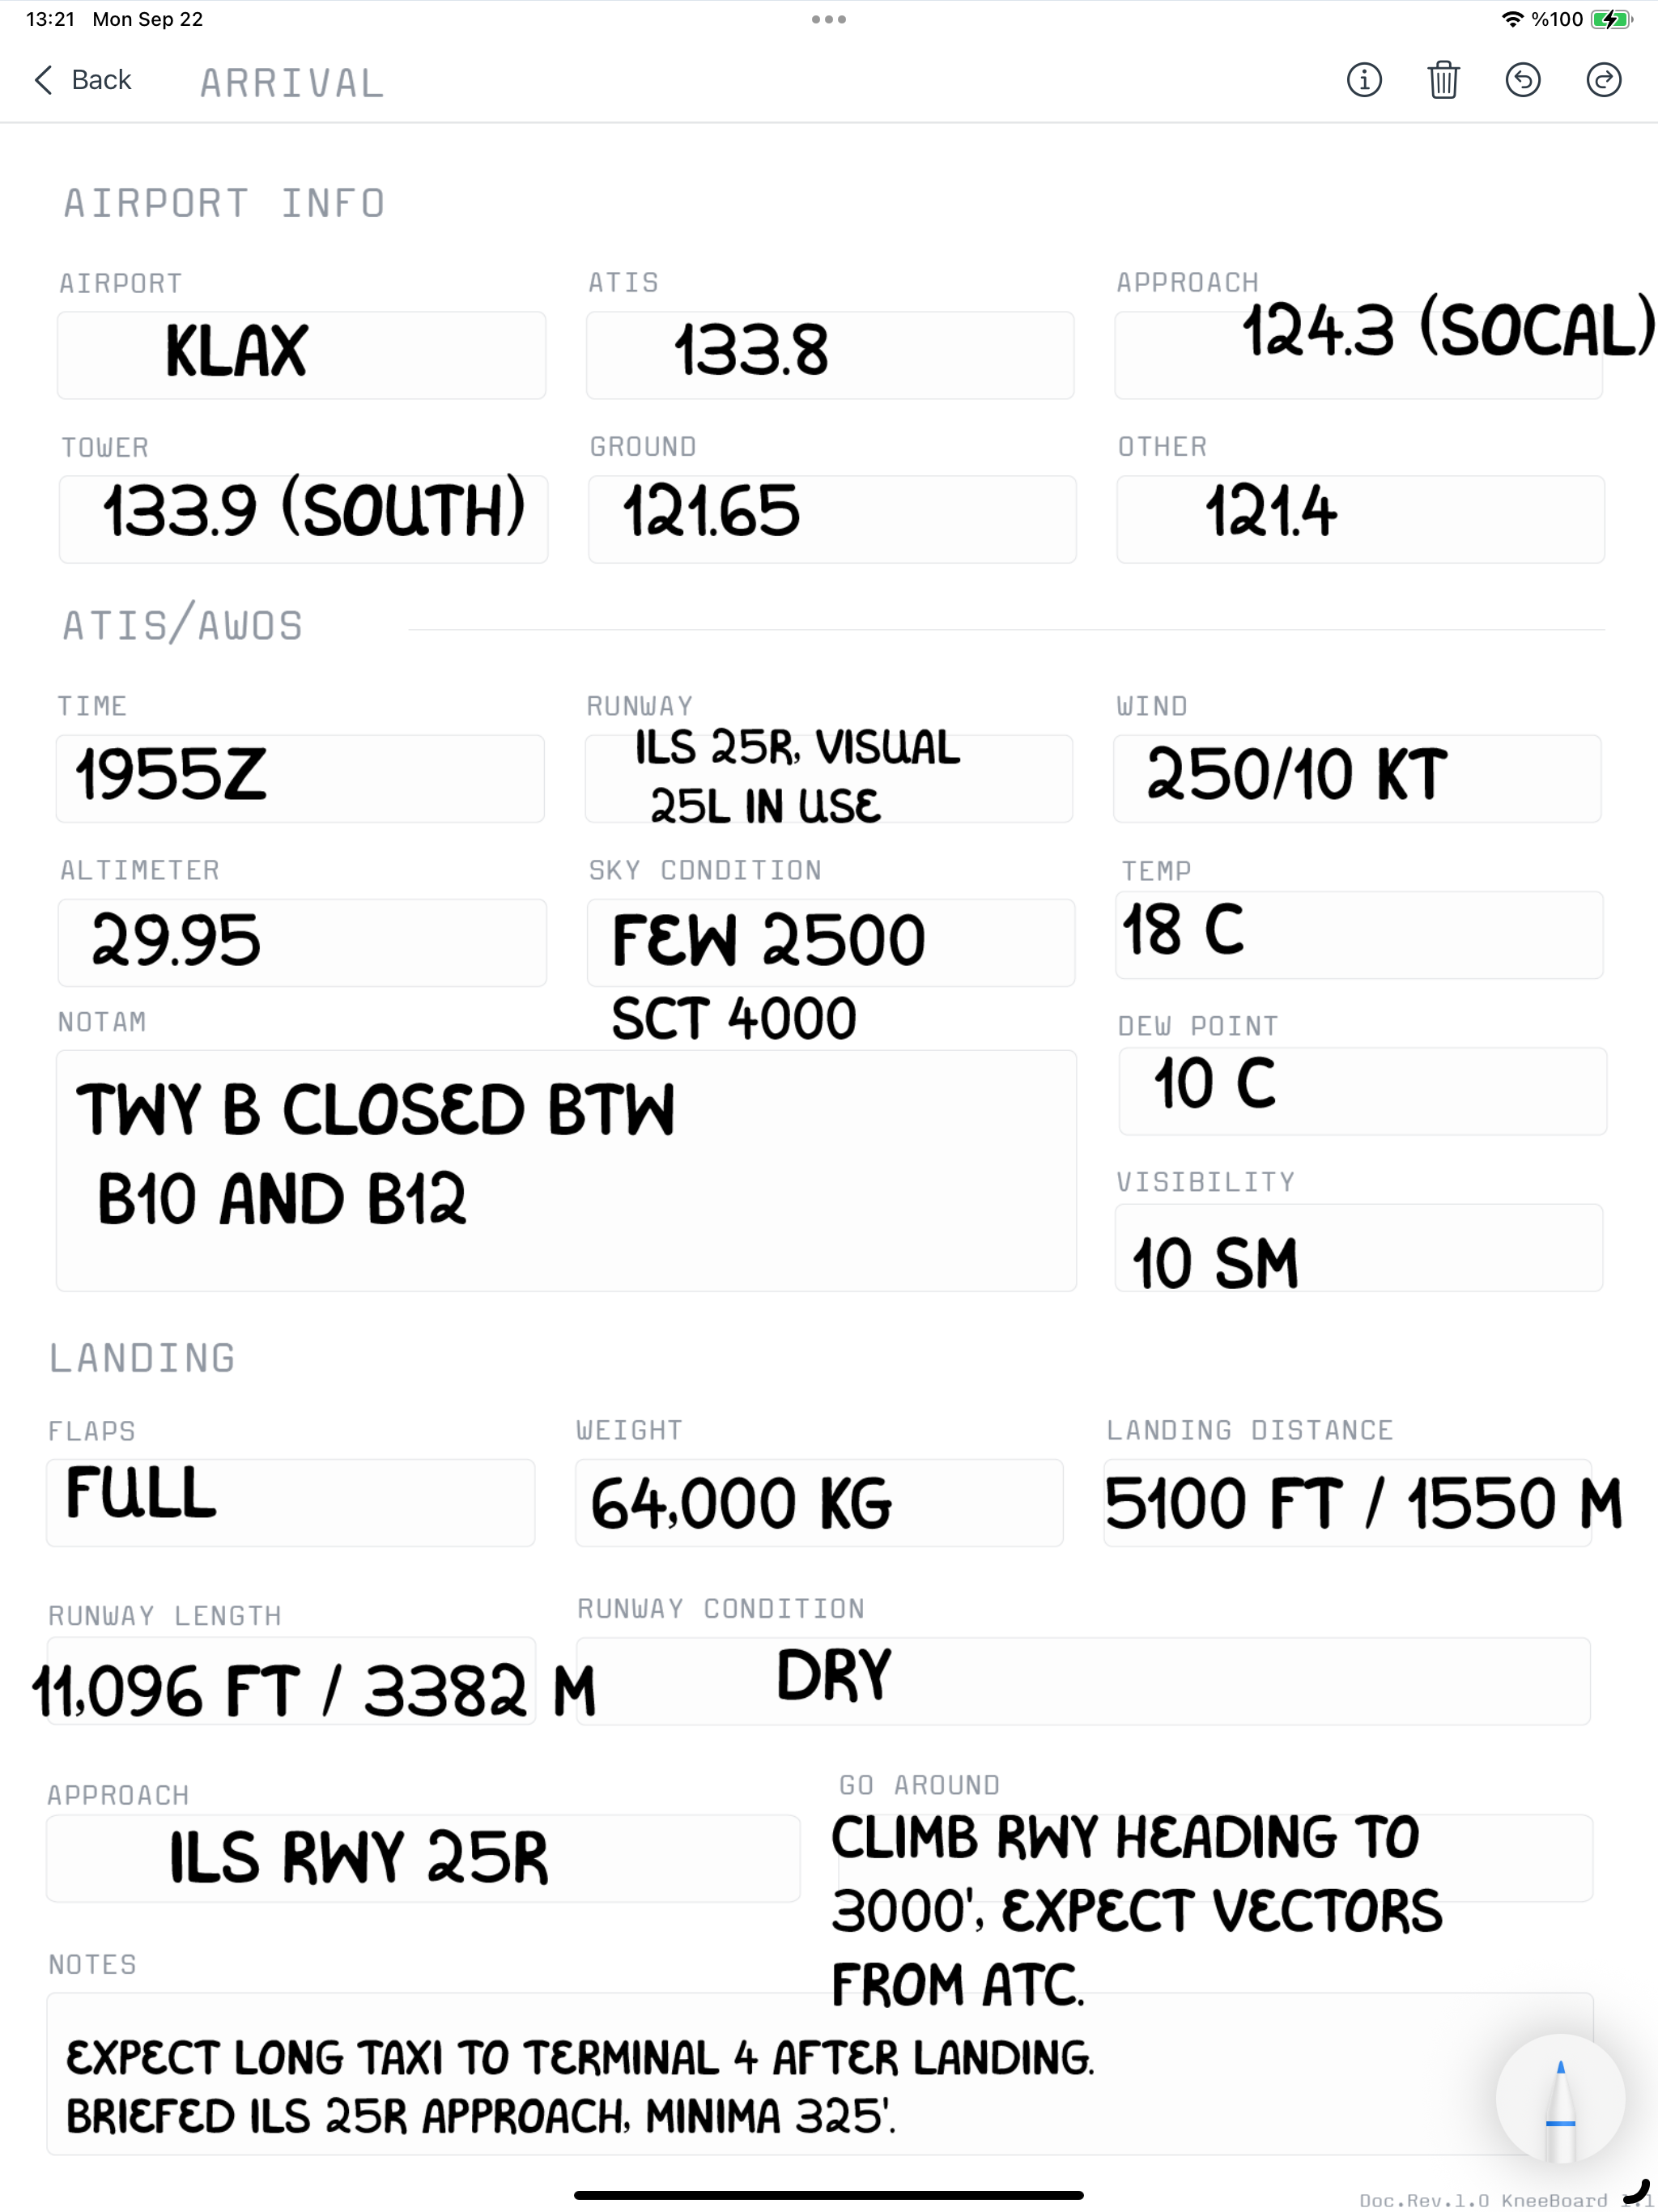 13:21 Mon Sep 22 %100
Back ARRIVAL
AIRPORT INFO
AIRPORT ATIS APPROACH
KLAX 133.8 124.3 (SOCAL)
TOWER GROUND OTHER
133.9 (SOUTH) 121.65 121.4
ATIS/AWOS
TIME RUNWAY WIND
1955Z ILS 25R, VISUAL 250/10 KT
25L IN USE
ALTIMETER SKY CONDITION TEMP
29.95 FEW 2500 18 C
SCT 4000
NOTAM DEW POINT
TWY B CLOSED BTW 10 C
B10 AND B12
VISIBILITY
10 SM
LANDING
FLAPS WEIGHT LANDING DISTANCE
FULL 64,000 KG 5100 FT / 1550 M
RUNWAY LENGTH RUNWAY CONDITION
11,096 FT / 3382 M DRY
APPROACH GO AROUND
ILS RWY 25R CLIMB RWY HEADING TO
3000', EXPECT VECTORS
FROM ATC.
NOTES
EXPECT LONG TAXI TO TERMINAL 4 AFTER LANDING.
BRIEFED ILS 25R APPROACH, MINIMA 325'.
Doc.Rev.1.0 KneeBoard